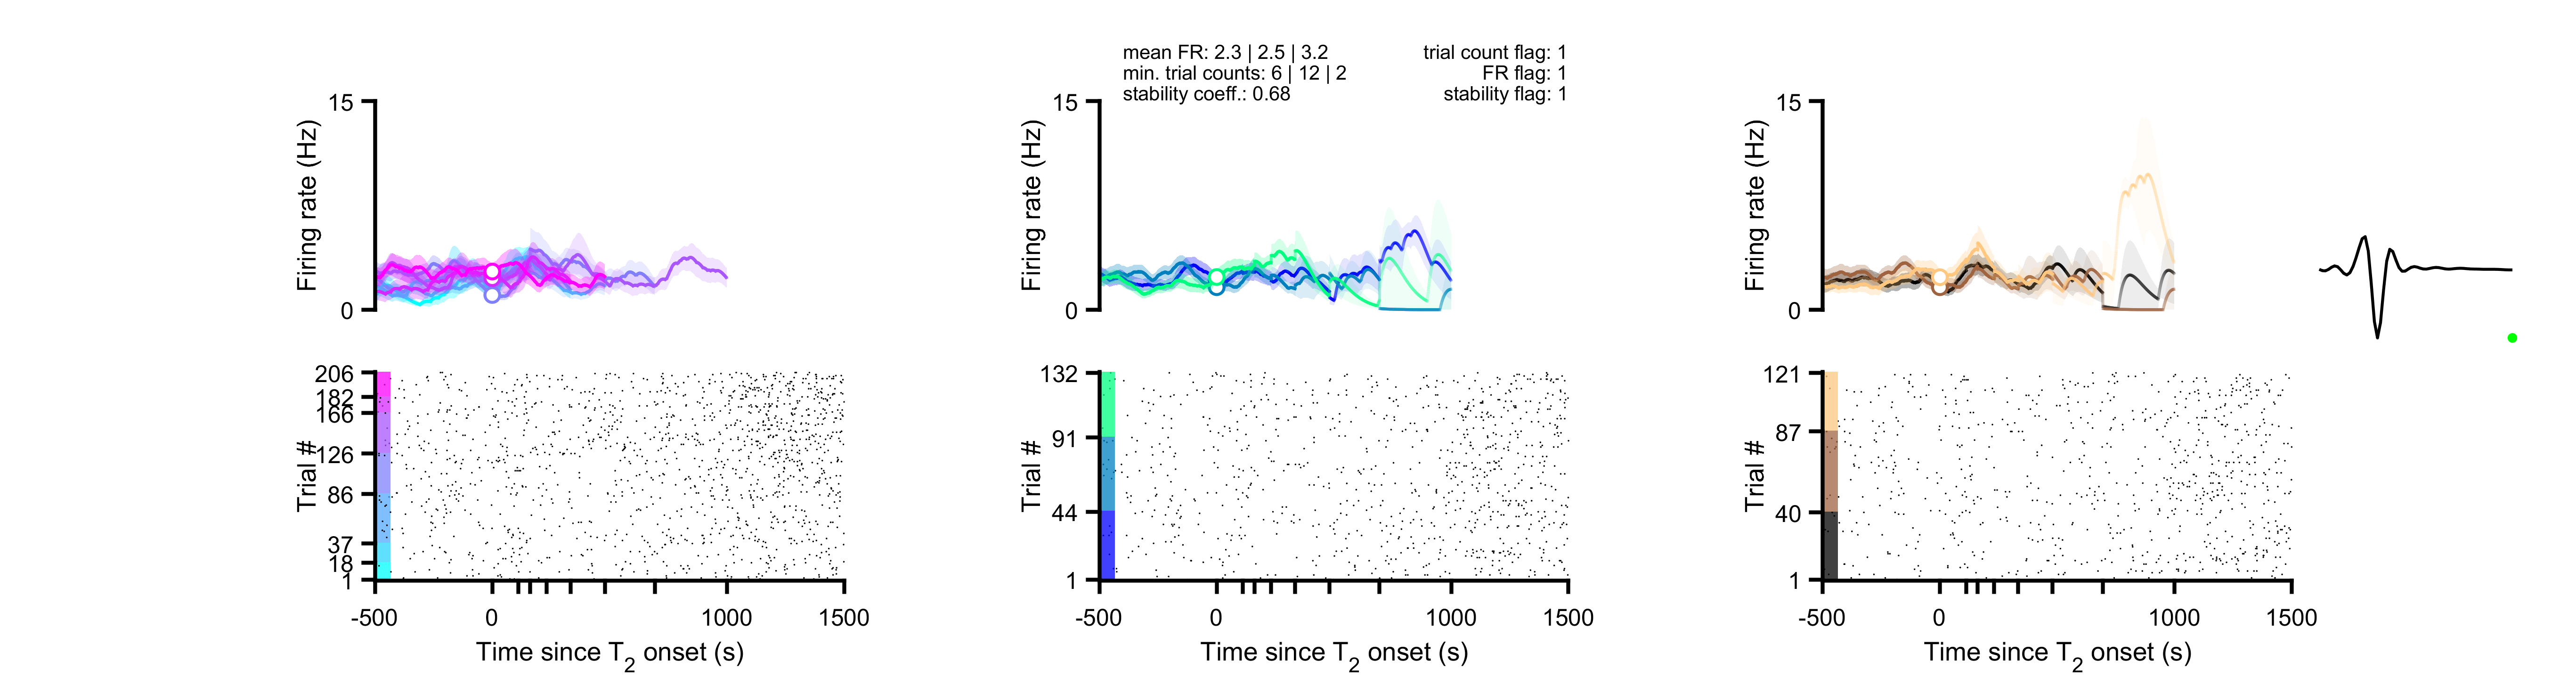 mean FR: 2.3 | 2.5 | 3.2
min. trial counts: 6 | 12 | 2
stability coeff.: 0.68
trial count flag: 1
FR flag: 1
stability flag: 1
15
0
Firing rate (Hz)
206
182
166
126
86
37
18
1
Trial #
-500 0 1000 1500
Time since T2 onset (s)
15
0
Firing rate (Hz)
132
91
44
1
Trial #
-500 0 1000 1500
Time since T2 onset (s)
15
0
Firing rate (Hz)
121
87
40
1
Trial #
-500 0 1000 1500
Time since T2 onset (s)